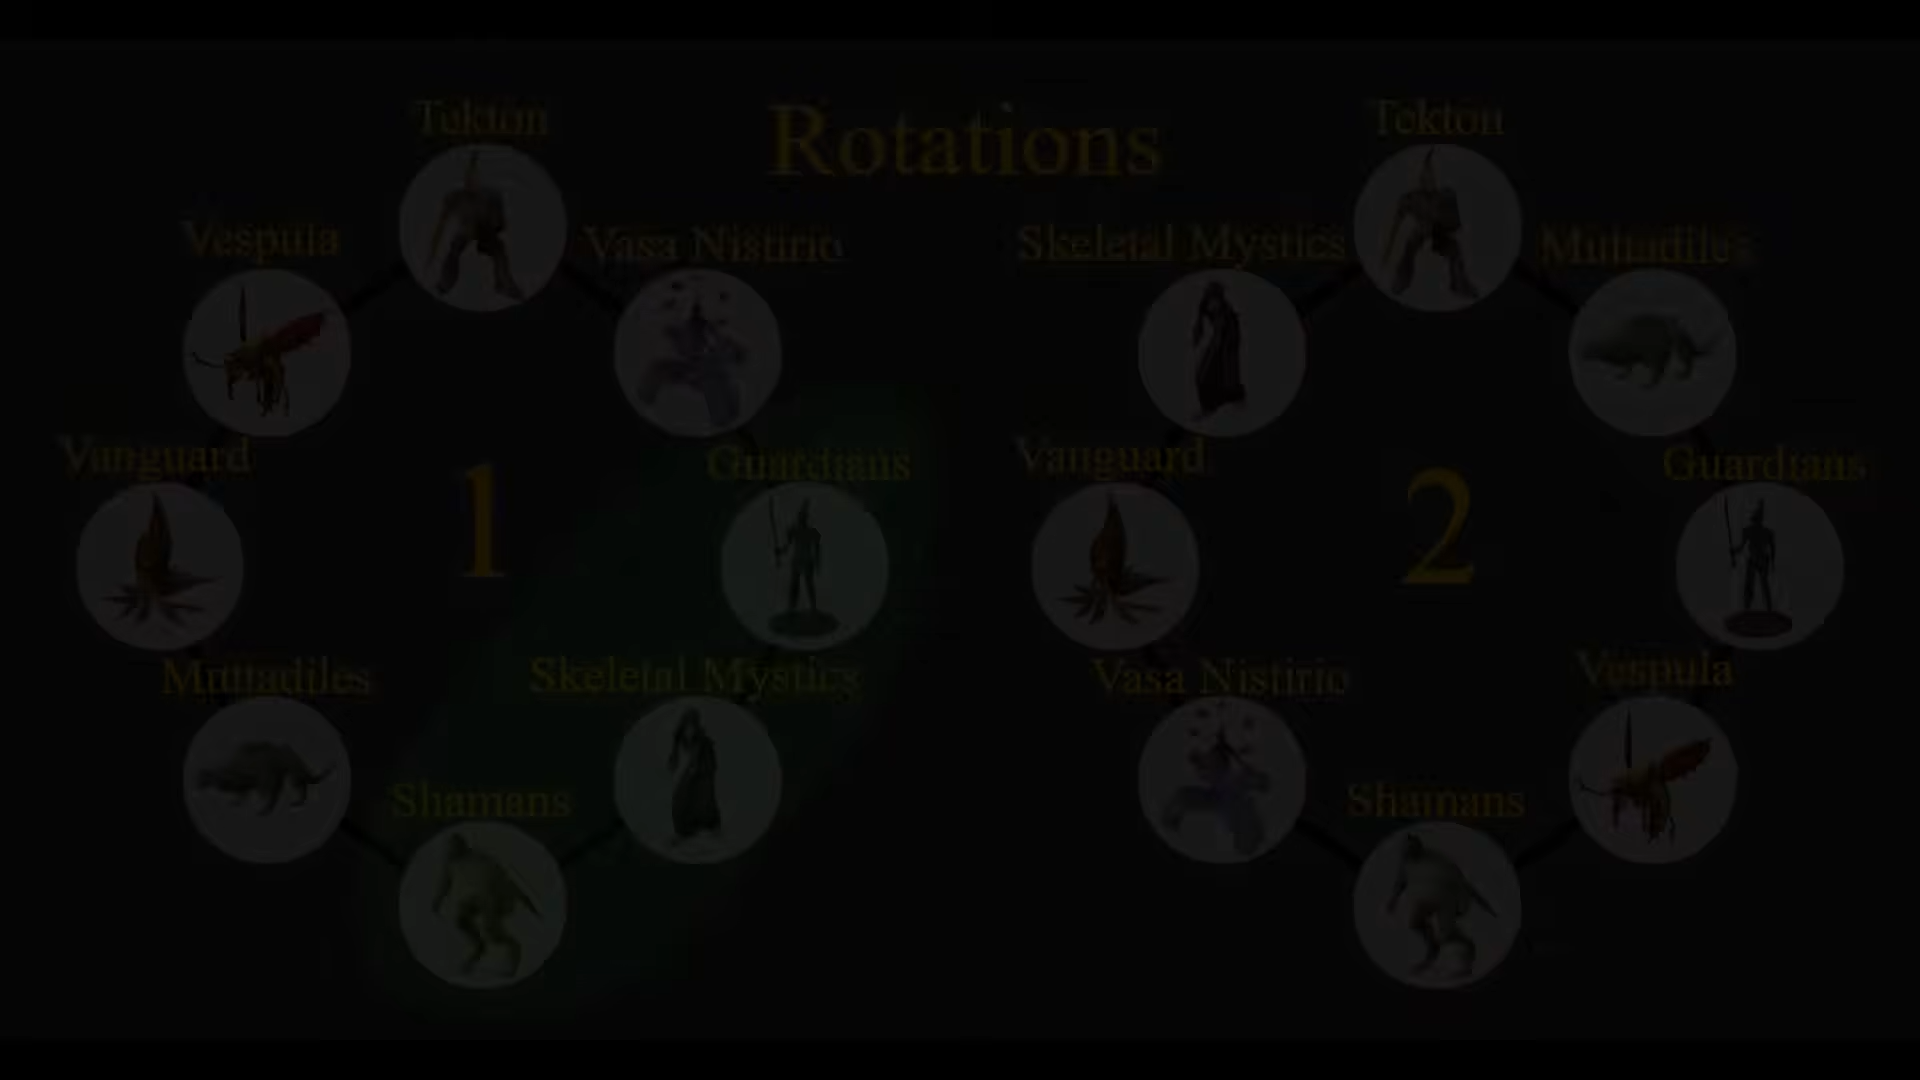 Rotations
Tekton
Vespula
Vasa Nistirio
Vanguard
1
Guardians
Muttadiles
Skeletal Mystics
Shamans
Tekton
Skeletal Mystics
Muttadiles
Vanguard
2
Guardians
Vasa Nistirio
Vespula
Shamans